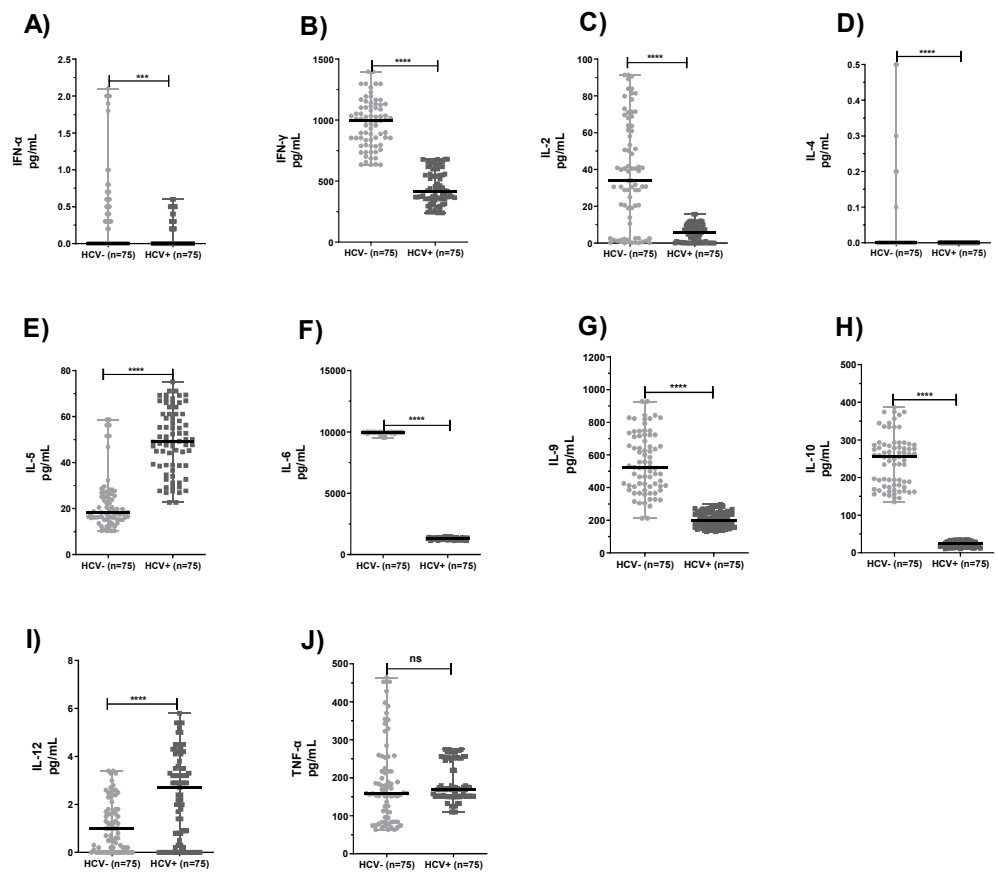 A)
***
IFN-α
pg/mL
2.5
2.0
1.5
1.0
0.5
0.0
HCV- (n=75) HCV+ (n=75)
B)
****
IFN-γ
pg/mL
1500
1000
500
0
HCV- (n=75) HCV+ (n=75)
C)
****
IL-2
pg/mL
100
80
60
40
20
0
HCV- (n=75) HCV+ (n=75)
D)
****
IL-4
pg/mL
0.5
0.4
0.3
0.2
0.1
0.0
HCV- (n=75) HCV+ (n=75)
E)
****
IL-5
pg/mL
80
60
40
20
0
HCV- (n=75) HCV+ (n=75)
F)
****
IL-6
pg/mL
15000
10000
5000
0
HCV- (n=75) HCV+ (n=75)
G)
****
IL-9
pg/mL
1200
1000
800
600
400
200
0
HCV- (n=75) HCV+ (n=75)
H)
****
IL-10
pg/mL
500
400
300
200
100
0
HCV- (n=75) HCV+ (n=75)
I)
****
IL-12
pg/mL
8
6
4
2
0
HCV- (n=75) HCV+ (n=75)
J)
ns
TNF-α
pg/mL
500
400
300
200
100
0
HCV- (n=75) HCV+ (n=75)